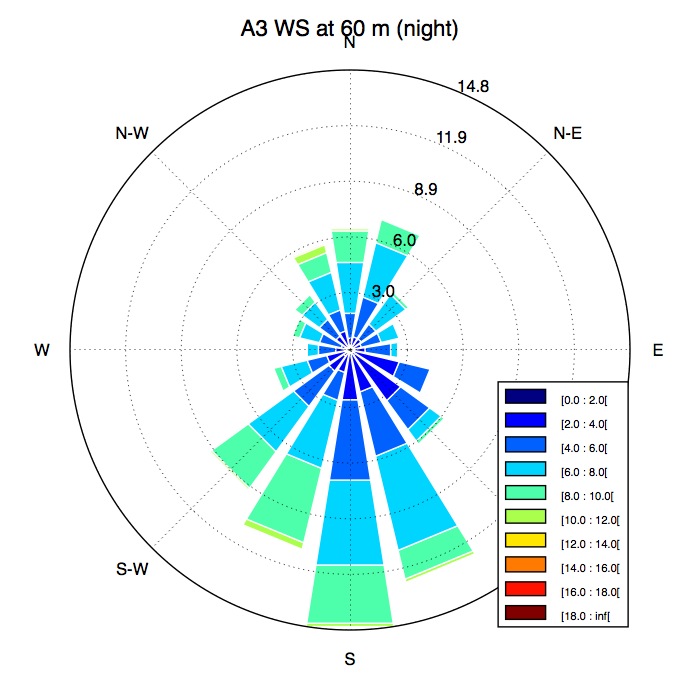 A3 WS at 60 m (night)
N
14.8
N-W
N-E
11.9
8.9
6.0
3.0
W
E
[0.0 : 2.0[
[2.0 : 4.0[
[4.0 : 6.0[
[6.0 : 8.0[
[8.0 : 10.0[
[10.0 : 12.0[
[12.0 : 14.0[
[14.0 : 16.0[
[16.0 : 18.0[
[18.0 : inf[
S-W
S